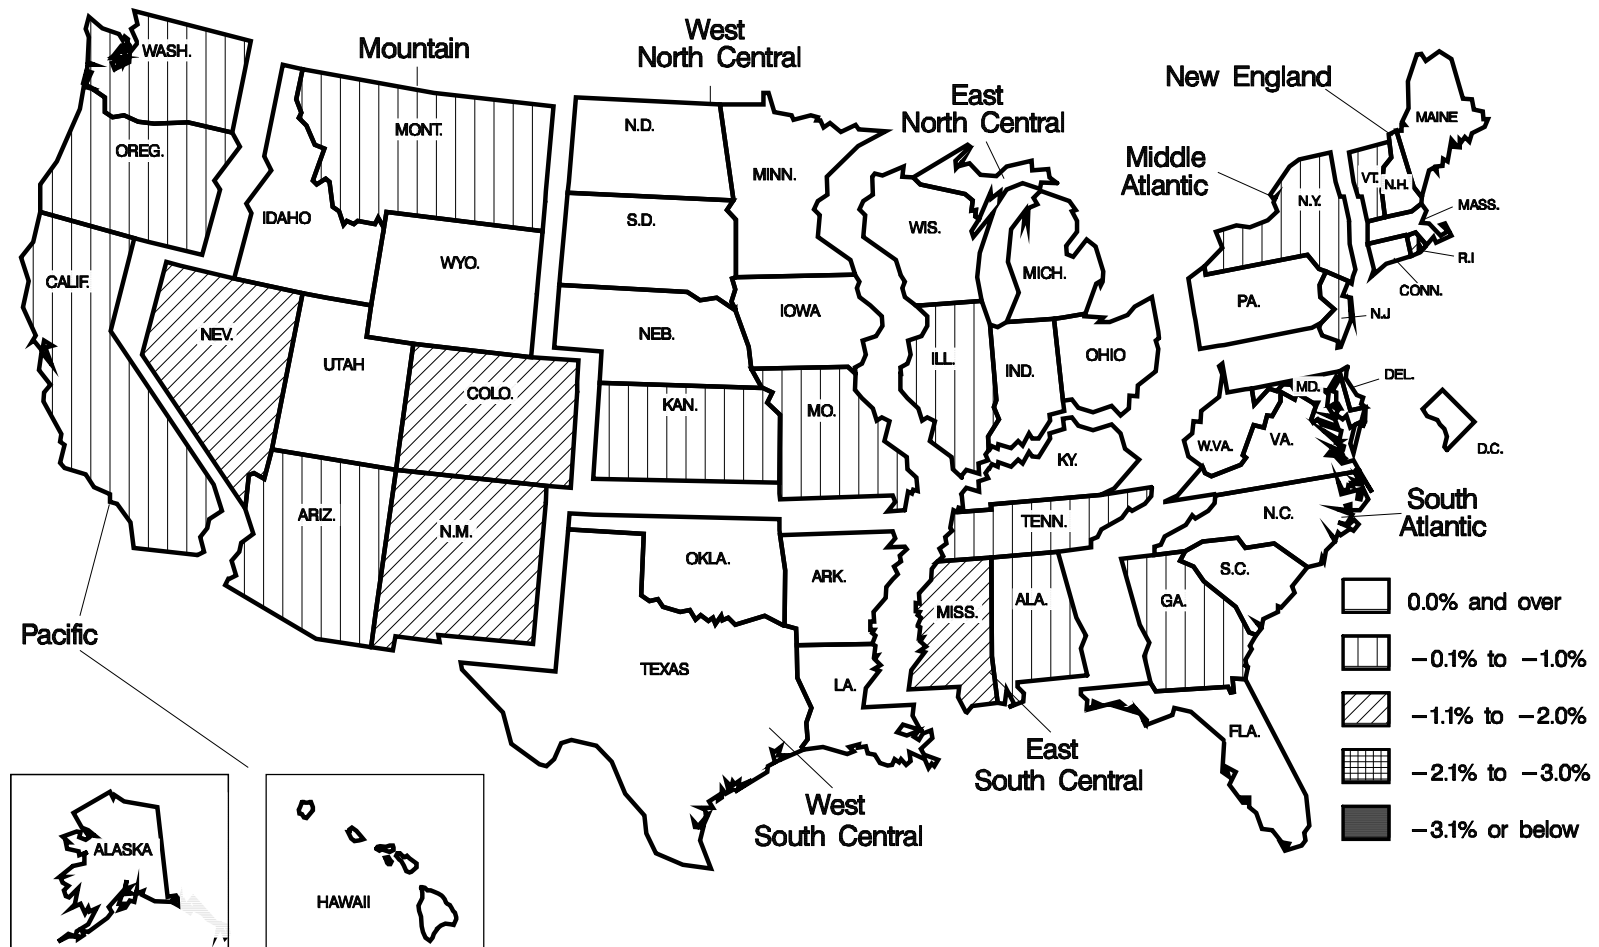 West
North Central
Mountain
East
North Central
New England
Middle
Atlantic
WASH.
OREG.
CALIF.
NEV.
IDAHO
MONT.
WYO.
UTAH
COLO.
ARIZ.
N.M.
N.D.
S.D.
NEB.
KAN.
MINN.
IOWA
MO.
WIS.
MICH.
ILL.
IND.
OHIO
KY.
TENN.
MISS.
ALA.
OKLA.
ARK.
TEXAS
LA.
MAINE
VT.
N.H.
MASS.
R.I
CONN.
N.Y.
PA.
N.J
MD.
DEL.
D.C.
W.VA.
VA.
N.C.
S.C.
GA.
FLA.
South
Atlantic
Pacific
East
South Central
West
South Central
ALASKA
HAWAII
0.0% and over
−0.1% to −1.0%
−1.1% to −2.0%
−2.1% to −3.0%
−3.1% or below